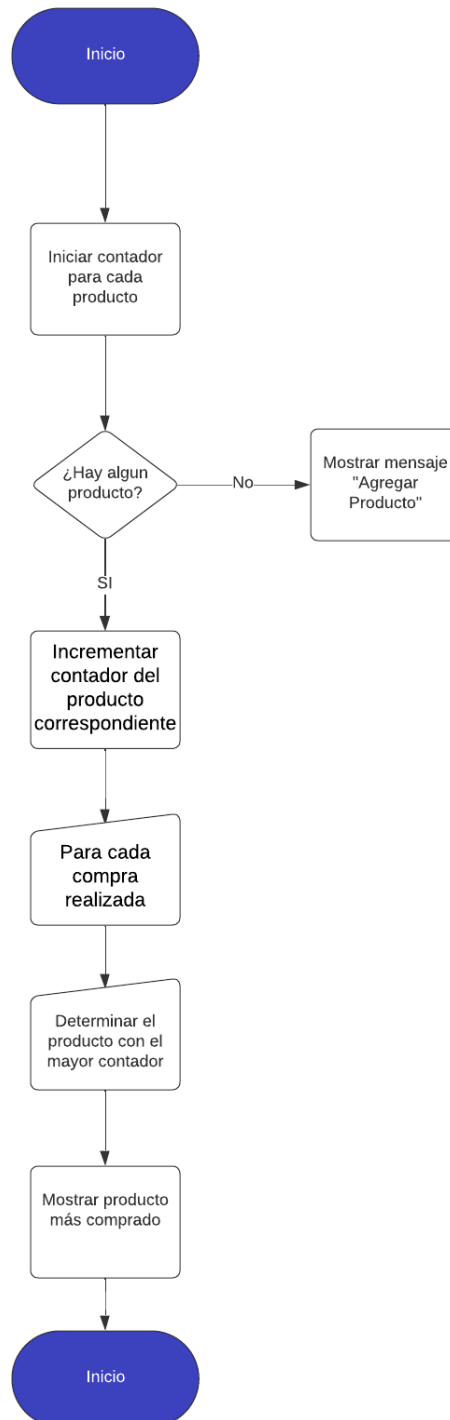 Inicio
Iniciar contador
para cada
producto
¿Hay algun
producto?
No
Mostrar mensaje
"Agregar
Producto"
SI
Incrementar
contador del
producto
correspondiente
Para cada
compra
realizada
Determinar el
producto con el
mayor contador
Mostrar producto
más comprado
Inicio